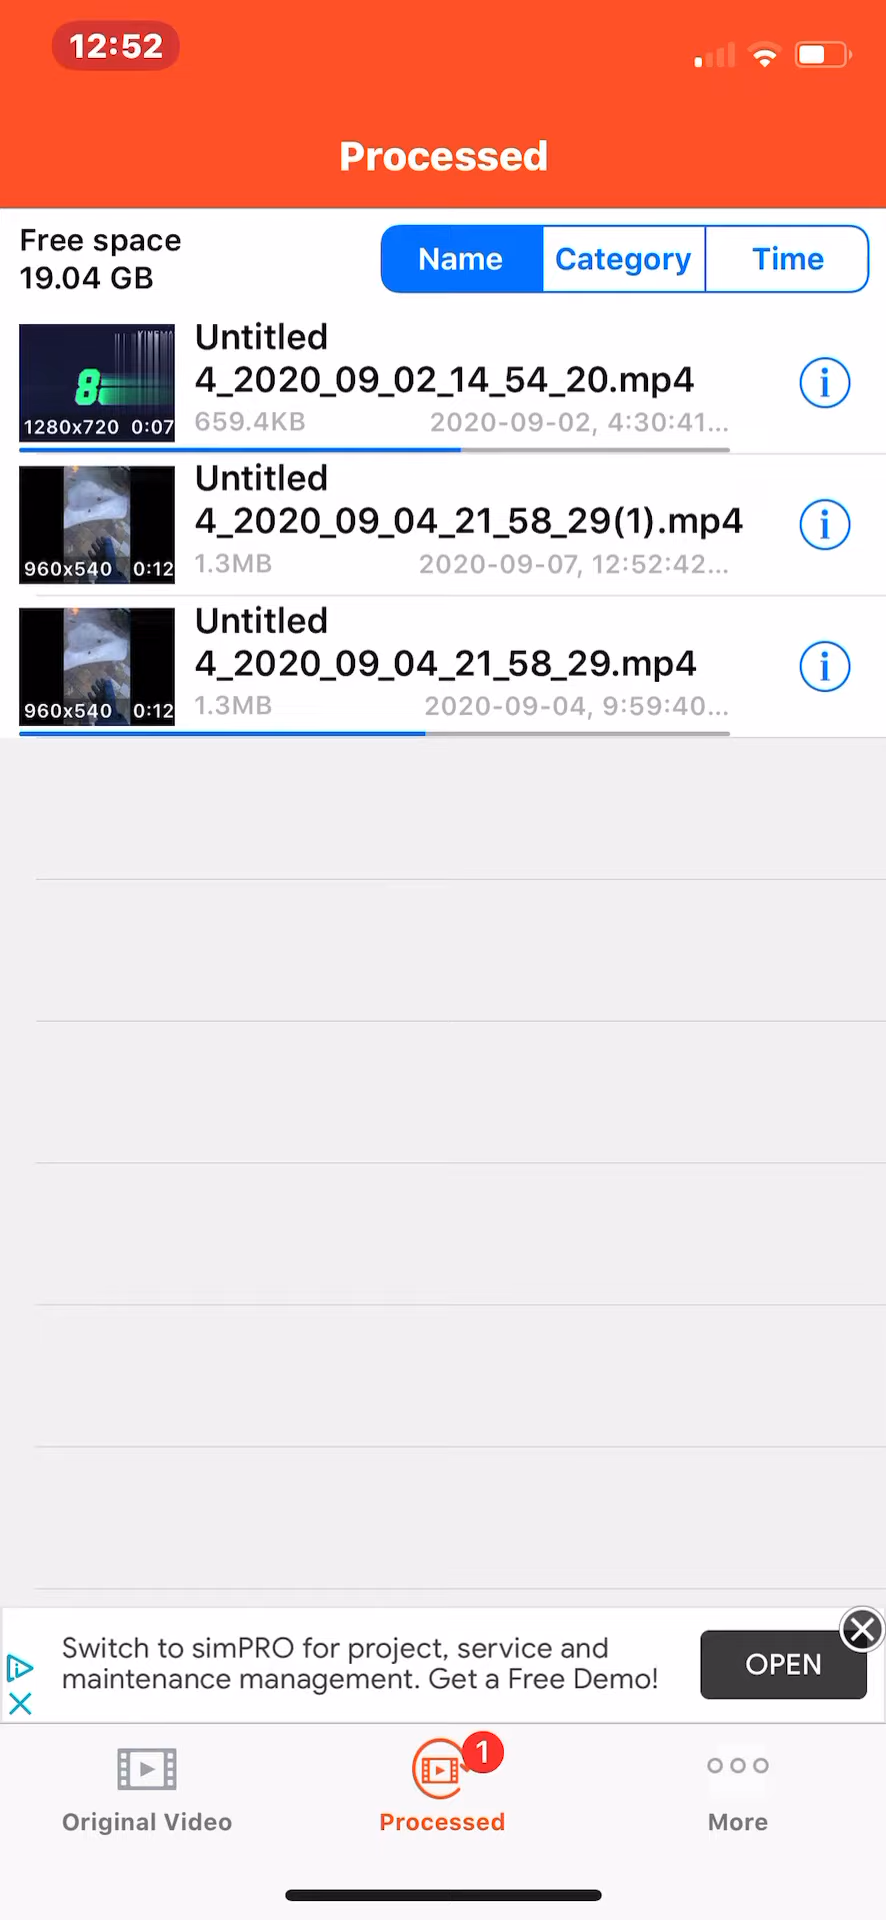 12:52
Processed
Free space
19.04 GB
Name
Category
Time
Untitled
4_2020_09_02_14_54_20.mp4
659.4KB
2020-09-02, 4:30:41...
8
1280x720 0:07
Untitled
4_2020_09_04_21_58_29(1).mp4
1.3MB
2020-09-07, 12:52:42...
960x540 0:12
Untitled
4_2020_09_04_21_58_29.mp4
1.3MB
2020-09-04, 9:59:40...
960x540 0:12
Switch to simPRO for project, service and
maintenance management. Get a Free Demo!
OPEN
1
Original Video
Processed
More